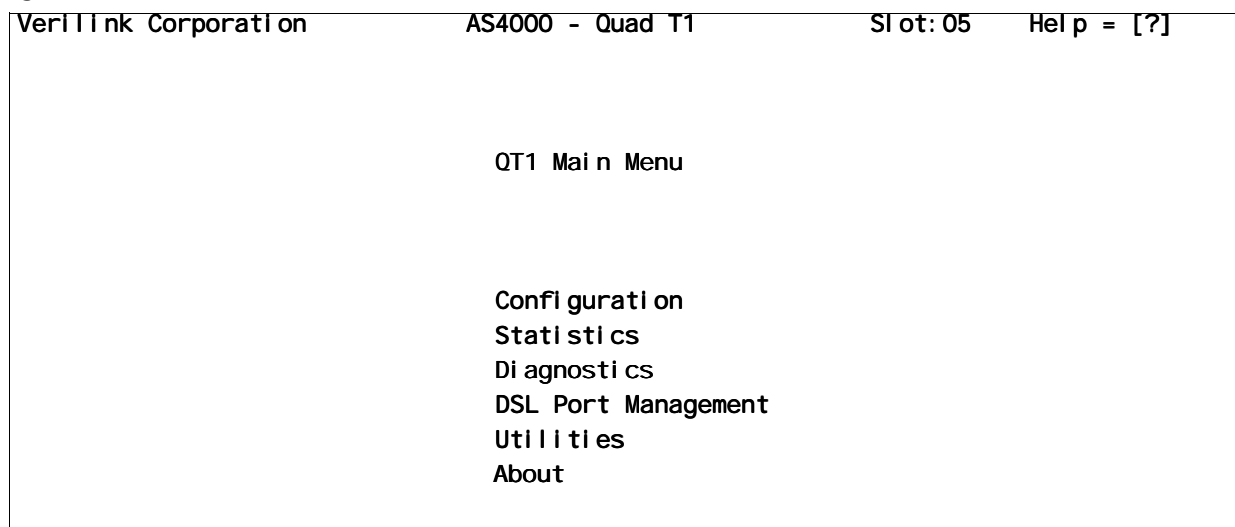 Verilink Corporation AS4000 - Quad T1 Slot:05 Help = [?]
QT1 Main Menu
Configuration
Statistics
Diagnostics
DSL Port Management
Utilities
About